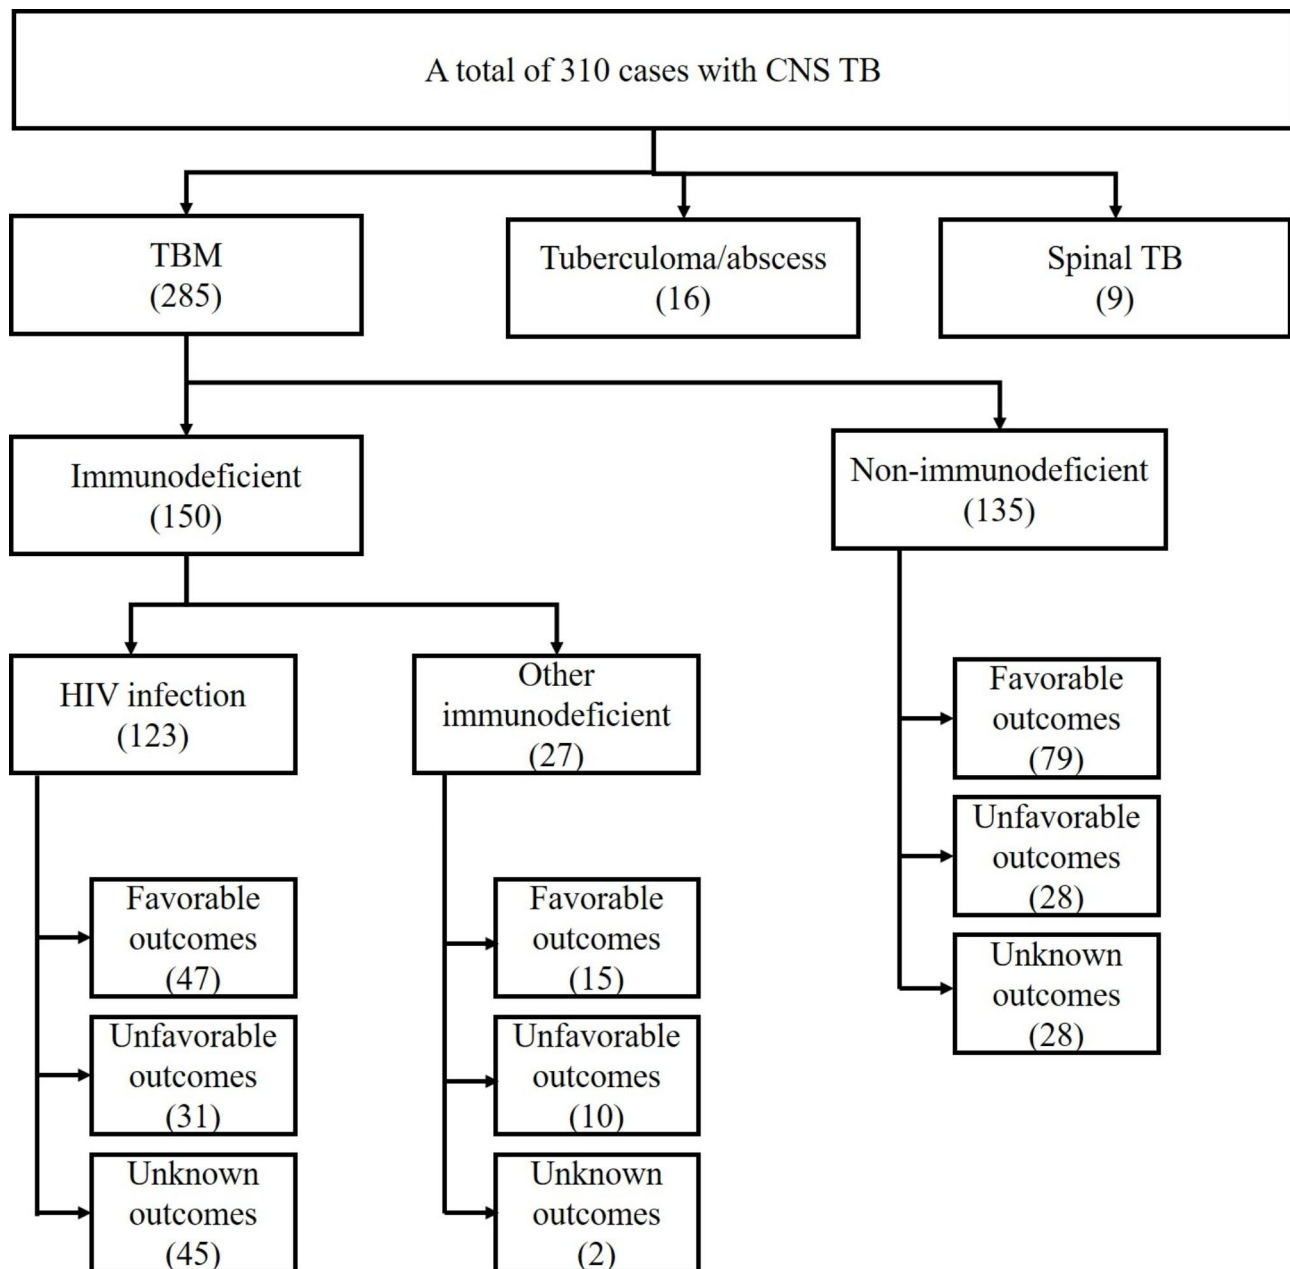 A total of 310 cases with CNS TB
TBM
(285)
Tuberculoma/abscess
(16)
Spinal TB
(9)
Immunodeficient
(150)
Non-immunodeficient
(135)
HIV infection
(123)
Other
immunodeficient
(27)
Favorable
outcomes
(79)
Unfavorable
outcomes
(28)
Unknown
outcomes
(28)
Favorable
outcomes
(47)
Unfavorable
outcomes
(31)
Unknown
outcomes
(45)
Favorable
outcomes
(15)
Unfavorable
outcomes
(10)
Unknown
outcomes
(2)